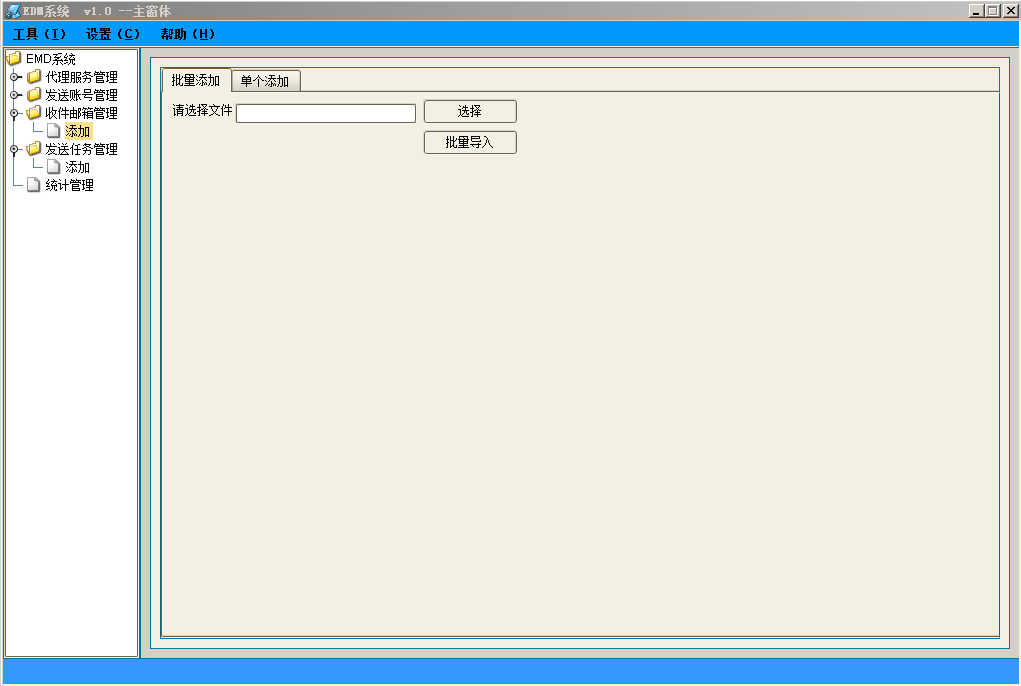 EDM系统 v1.0 --主窗体
工具(T) 设置(C) 帮助(H)
EMD系统
代理服务管理
发送账号管理
收件邮箱管理
添加
发送任务管理
添加
统计管理
批量添加 单个添加
请选择文件 选择
批量导入